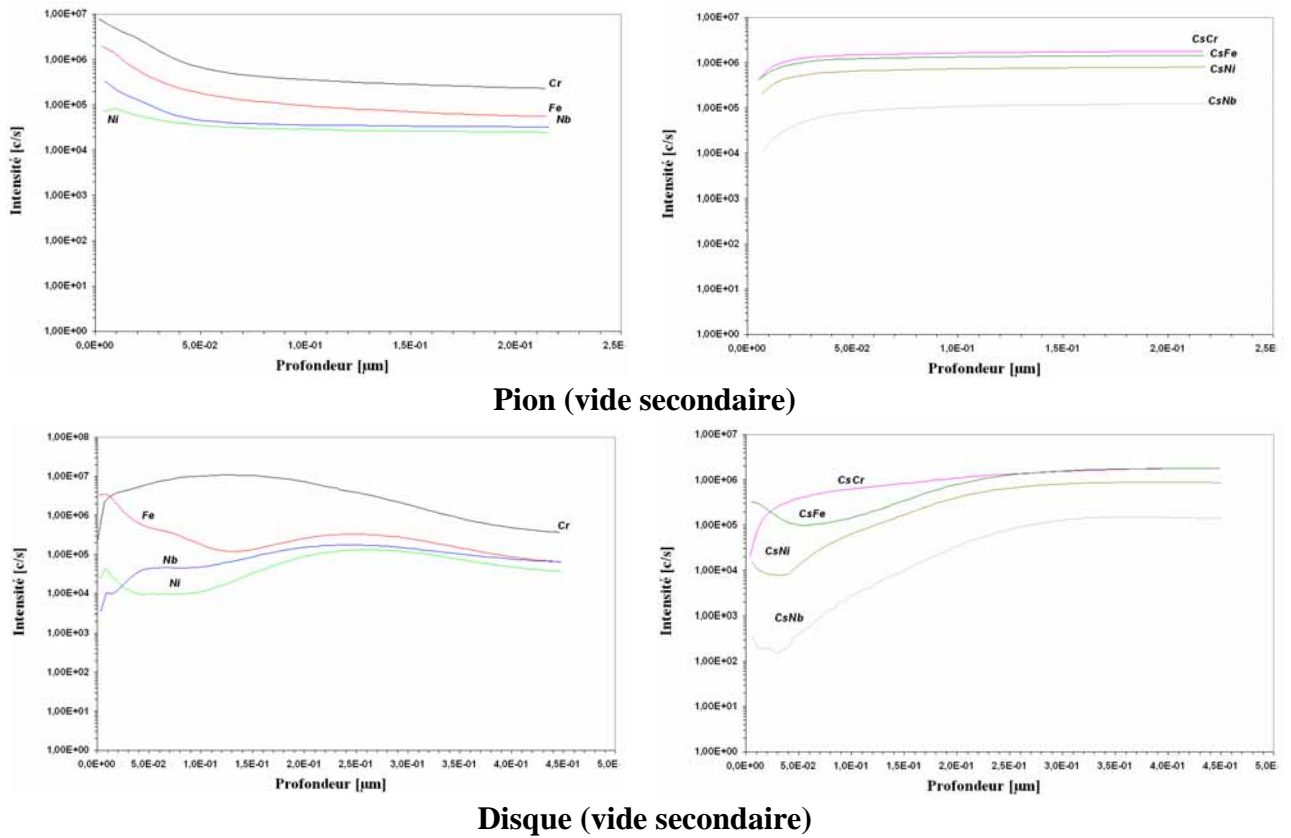 1,00E+07
1,00E+06
1,00E+05
1,00E+04
1,00E+03
1,00E+02
1,00E+01
1,00E+00
Intensité [c/s]
Cr
Fe
Nb
Ni
0,0E+00 5,0E-02 1,0E-01 1,5E-01 2,0E-01 2,5E
Profondeur [µm]
1,00E+07
1,00E+06
1,00E+05
1,00E+04
1,00E+03
1,00E+02
1,00E+01
1,00E+00
Intensité [c/s]
CsCr
CsFe
CsNi
CsNb
0,0E+00 5,0E-02 1,0E-01 1,5E-01 2,0E-01 2,5E
Profondeur [µm]
Pion (vide secondaire)
1,00E+08
1,00E+07
1,00E+06
1,00E+05
1,00E+04
1,00E+03
1,00E+02
1,00E+01
1,00E+00
Intensité [c/s]
Fe
Cr
Nb
Ni
0,0E+00 5,0E-02 1,0E-01 1,5E-01 2,0E-01 2,5E-01 3,0E-01 3,5E-01 4,0E-01 4,5E-01 5,0E
Profondeur [µm]
1,00E+07
1,00E+06
1,00E+05
1,00E+04
1,00E+03
1,00E+02
1,00E+01
1,00E+00
Intensité [c/s]
CsCr
CsFe
CsNi
CsNb
0,0E+00 5,0E-02 1,0E-01 1,5E-01 2,0E-01 2,5E-01 3,0E-01 3,5E-01 4,0E-01 4,5E-01 5,0E
Profondeur [µm]
Disque (vide secondaire)